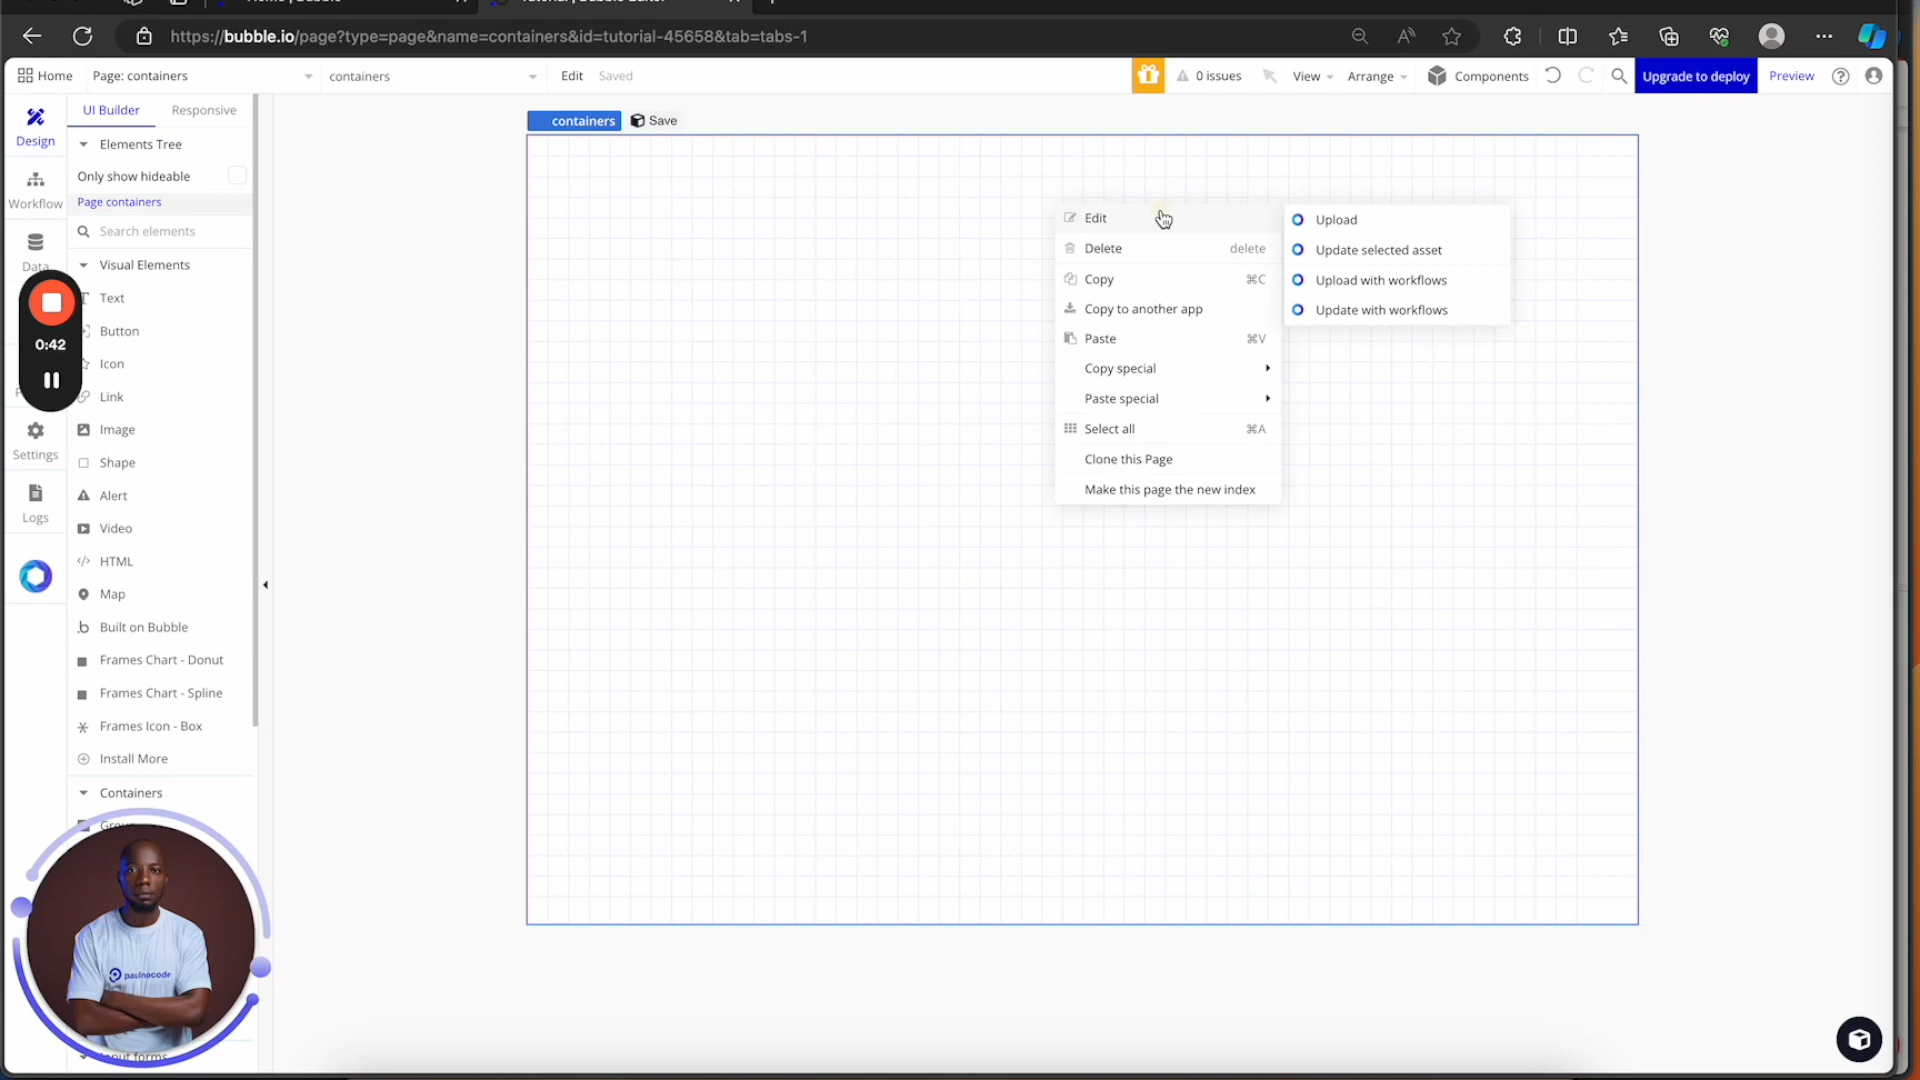 https://bubble.io/page?type=page&name=containers&id=tutorial-45658&tab=tabs-1
Home
Page: containers
containers
Edit
Saved
0 issues
View
Arrange
Components
Upgrade to deploy
Preview
UI Builder
Responsive
containers
Save
Design
Elements Tree
Only show hideable
Workflow
Page containers
Search elements
Data
Visual Elements
Text
0:42
Button
Icon
Link
Image
Settings
Shape
Alert
Logs
Video
HTML
Map
Built on Bubble
Frames Chart - Donut
Frames Chart - Spline
Frames Icon - Box
Install More
Containers
Input forms
paulnocode
Edit
Delete delete
Copy ⌘C
Copy to another app
Paste ⌘V
Copy special
Paste special
Select all ⌘A
Clone this Page
Make this page the new index
Upload
Update selected asset
Upload with workflows
Update with workflows